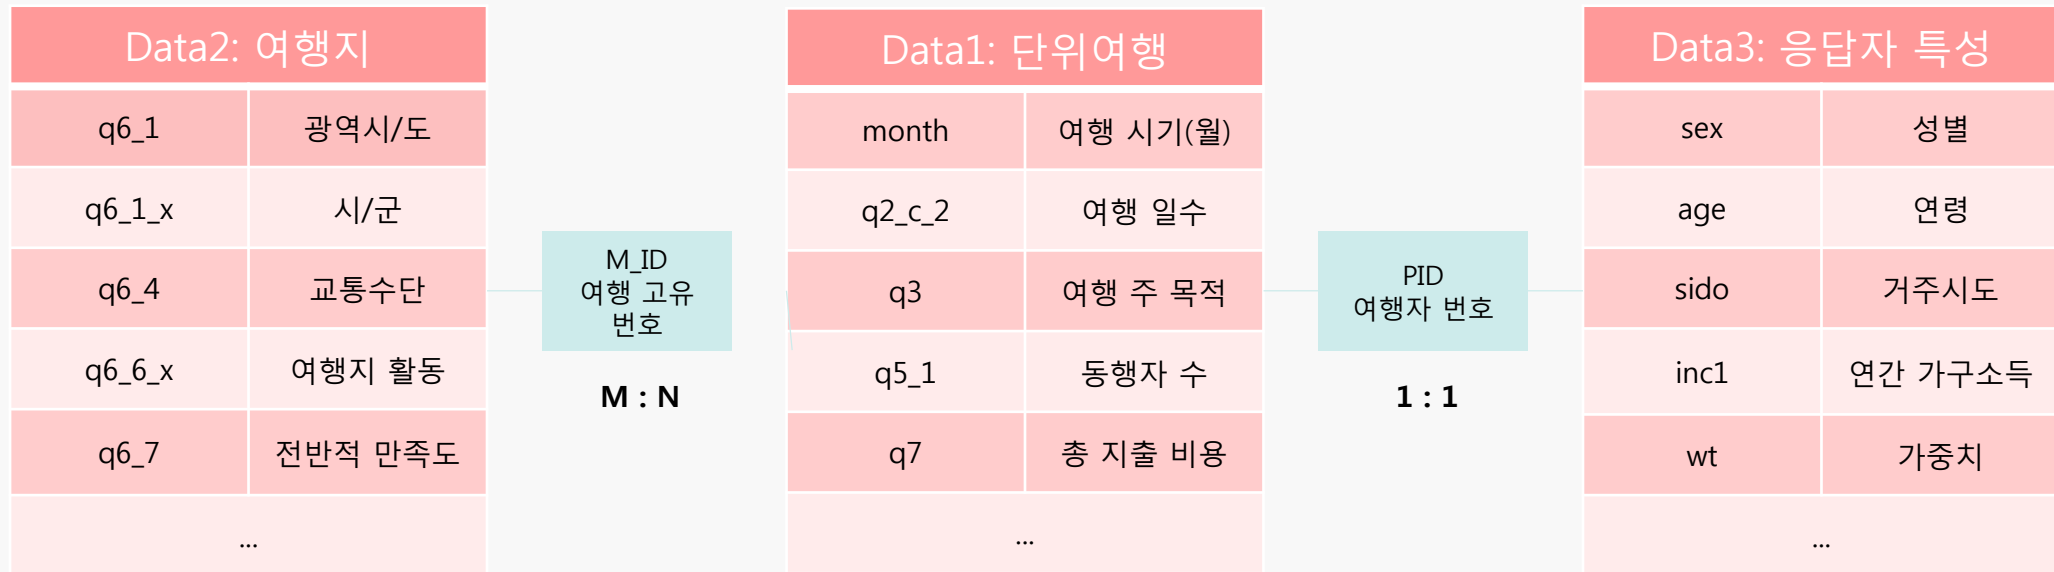 Data2: 여행지
q6_1 광역시/도
q6_1_x 시/군
q6_4 교통수단
q6_6_x 여행지 활동
q6_7 전반적 만족도
...
M_ID
여행 고유
번호
M : N
Data1: 단위여행
month 여행 시기(월)
q2_c_2 여행 일수
q3 여행 주 목적
q5_1 동행자 수
q7 총 지출 비용
...
PID
여행자 번호
1 : 1
Data3: 응답자 특성
sex 성별
age 연령
sido 거주시도
inc1 연간 가구소득
wt 가중치
...